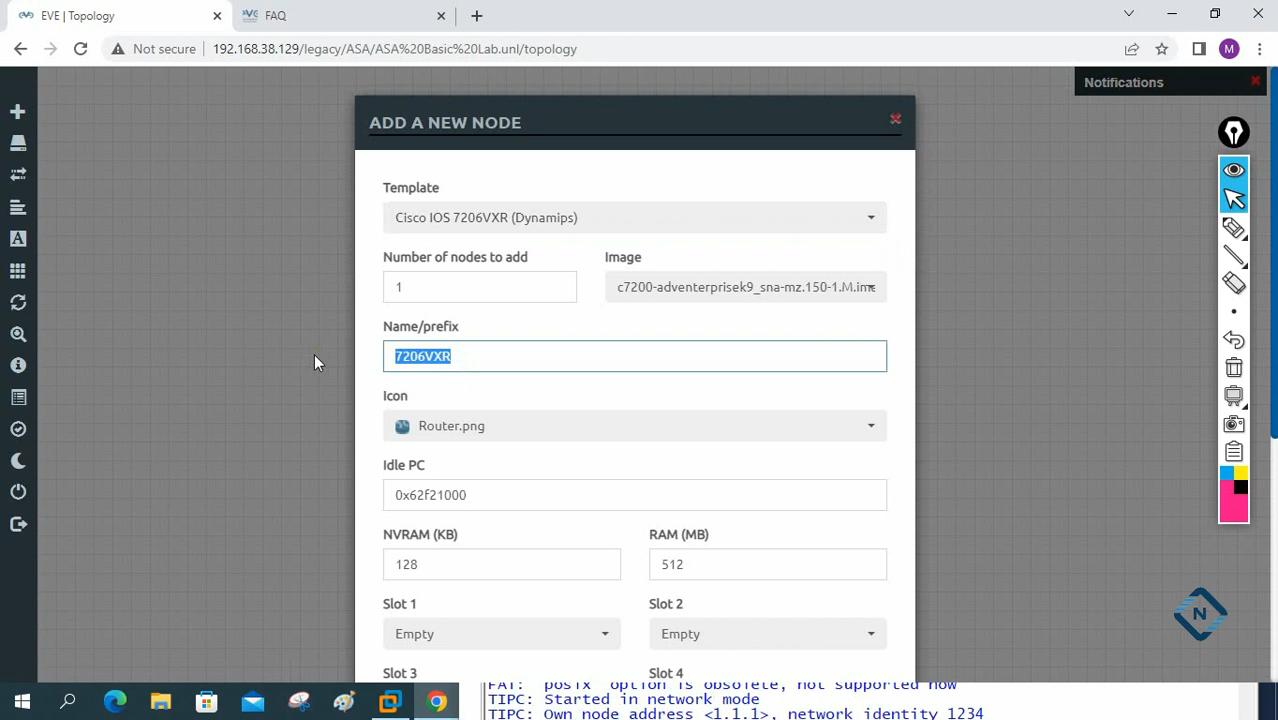 EVE | Topology
FAQ
Not secure
192.168.38.129/legacy/ASA/ASA%20Basic%20Lab.unl/topology
M
Notifications
ADD A NEW NODE
Template
Cisco IOS 7206VXR (Dynamips)
Number of nodes to add
Image
1
c7200-adventerprisek9_sna-mz.150-1.M.ima
Name/prefix
7206VXR
Icon
Router.png
Idle PC
0x62f21000
NVRAM (KB)
RAM (MB)
128
512
Slot 1
Slot 2
Empty
Empty
Slot 3
Slot 4
A
N
FAT: "posix" option is obsolete, not supported now
TIPC: Started in network mode
TIPC: Own node address <1.1.1>, network identity 1234